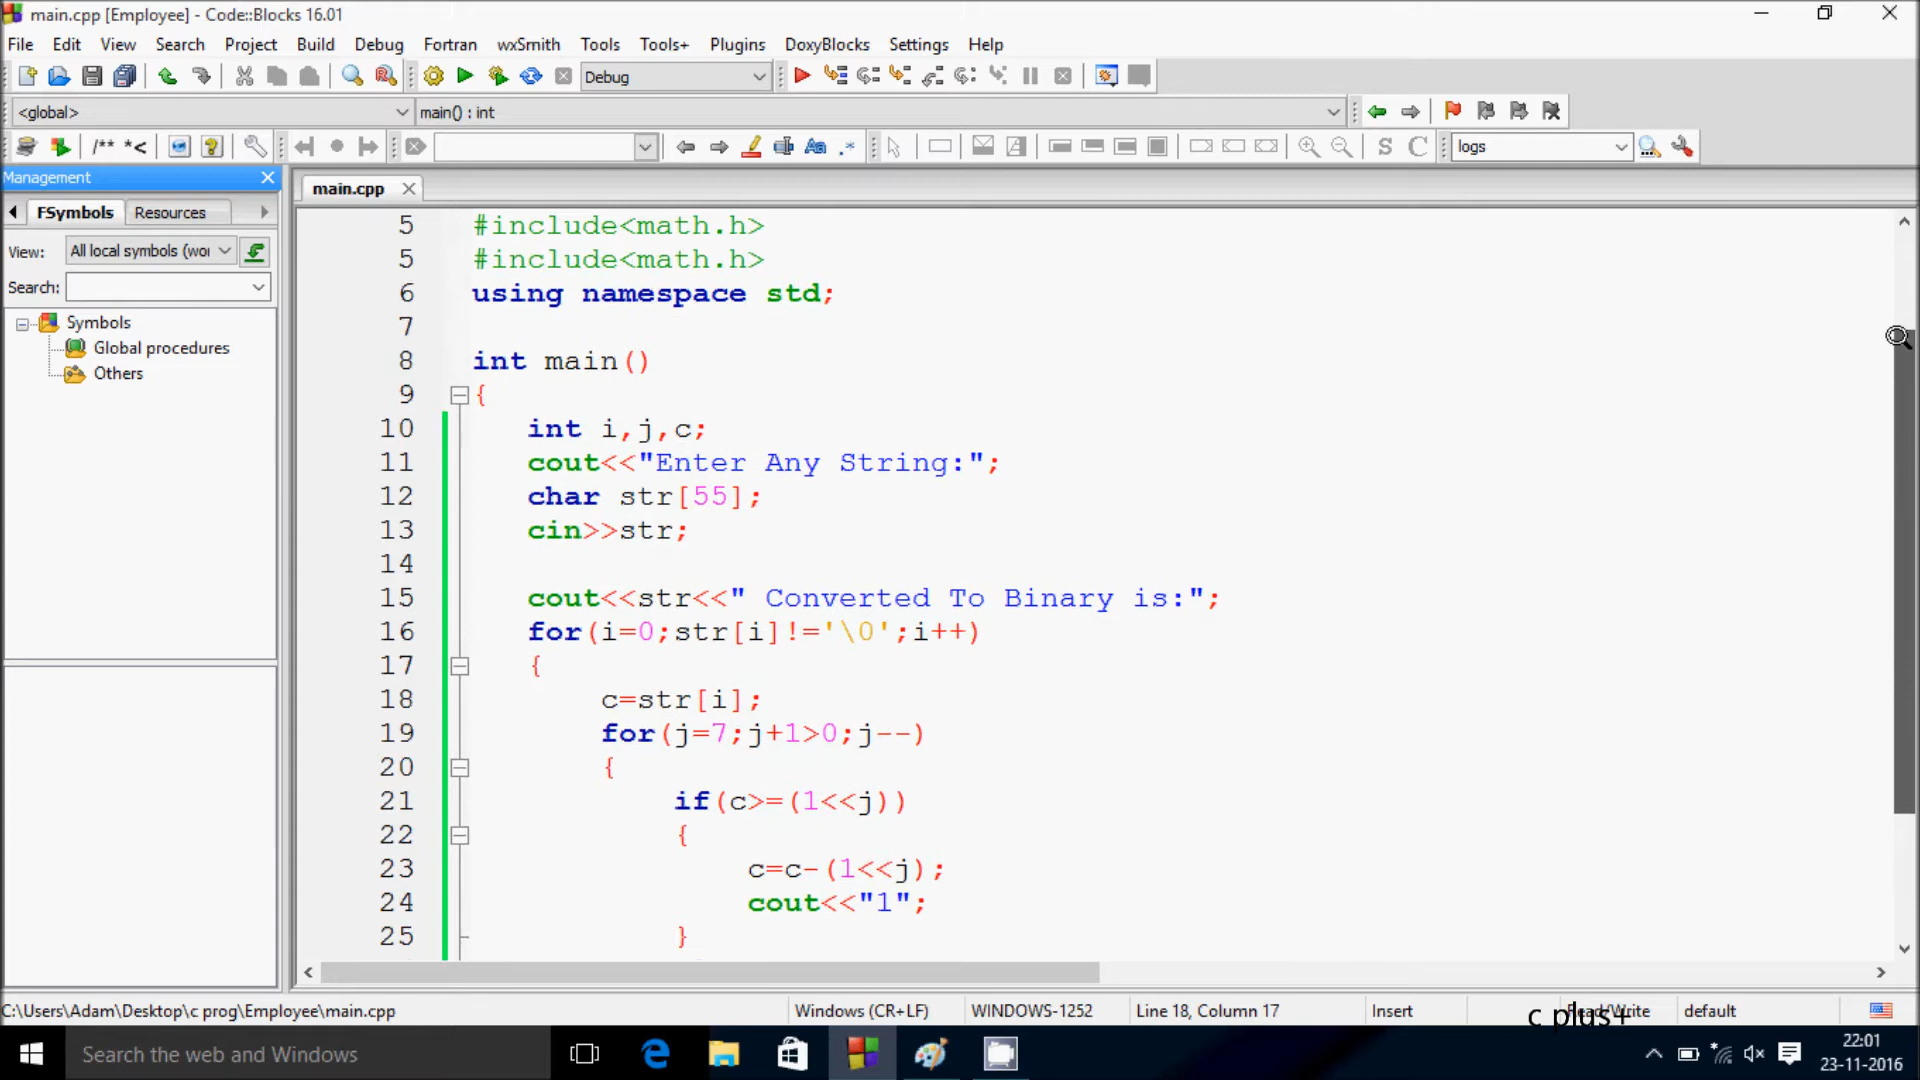 main.cpp [Employee] - Code::Blocks 16.01
File Edit View Search Project Build Debug Fortran wxSmith Tools Tools+ Plugins DoxyBlocks Settings Help
Debug
<global> main() : int
/** *< Aa .* S C logs
Management
main.cpp
FSymbols Resources
View: All local symbols (wor
Search:
Symbols
Global procedures
Others
5 #include<math.h>
5 #include<math.h>
6 using namespace std;
7
8 int main()
9 {
10 int i,j,c;
11 cout<<"Enter Any String:";
12 char str[55];
13 cin>>str;
14
15 cout<<str<<" Converted To Binary is:";
16 for(i=0;str[i]!='\0';i++)
17 {
18 c=str[i];
19 for(j=7;j+1>0;j--)
20 {
21 if(c>=(1<<j))
22 {
23 c=c-(1<<j);
24 cout<<"1";
25 }
C:\Users\Adam\Desktop\c prog\Employee\main.cpp Windows (CR+LF) WINDOWS-1252 Line 18, Column 17 Insert Read/Write default
c plus+
Search the web and Windows
22:01
23-11-2016